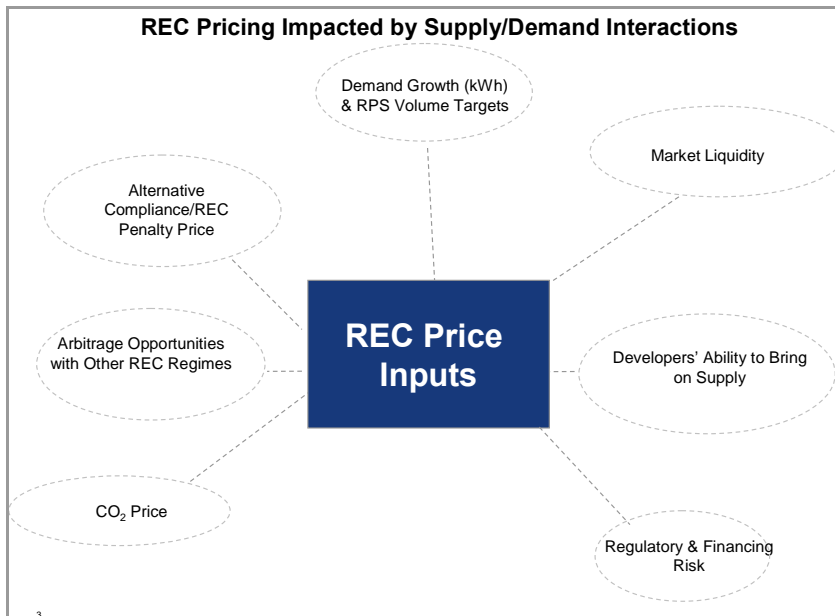 REC Pricing Impacted by Supply/Demand Interactions
Demand Growth (kWh)
& RPS Volume Targets
Market Liquidity
Alternative
Compliance/REC
Penalty Price
REC Price
Inputs
Arbitrage Opportunities
with Other REC Regimes
Developers’ Ability to Bring
on Supply
CO₂ Price
Regulatory & Financing
Risk
3